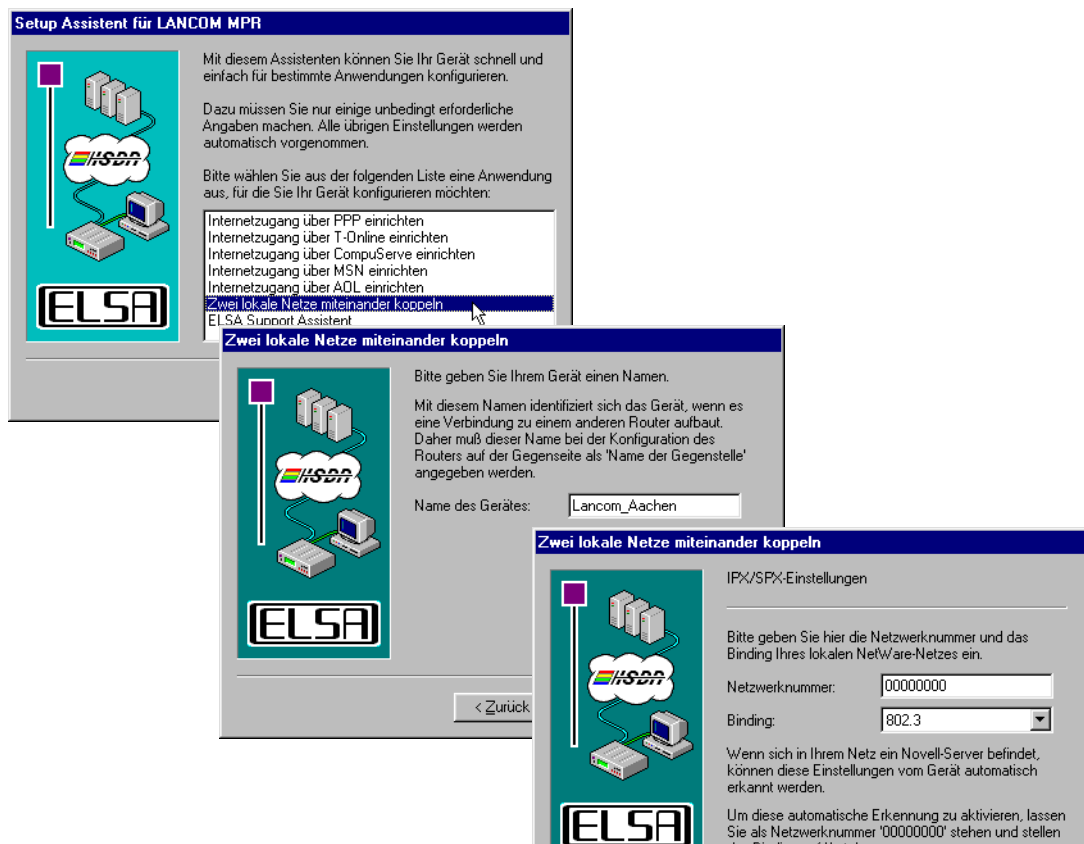 Setup Assistent für LANCOM MPR
Mit diesem Assistenten können Sie Ihr Gerät schnell und
einfach für bestimmte Anwendungen konfigurieren.
Dazu müssen Sie nur einige unbedingt erforderliche
Angaben machen. Alle übrigen Einstellungen werden
automatisch vorgenommen.
Bitte wählen Sie aus der folgenden Liste eine Anwendung
aus, für die Sie Ihr Gerät konfigurieren möchten:
Internetzugang über PPP einrichten
Internetzugang über T-Online einrichten
Internetzugang über CompuServe einrichten
Internetzugang über MSN einrichten
Internetzugang über AOL einrichten
Zwei lokale Netze miteinander koppeln
ELSA Support Assistent
ELSA
Zwei lokale Netze miteinander koppeln
Bitte geben Sie Ihrem Gerät einen Namen.
Mit diesem Namen identifiziert sich das Gerät, wenn es
eine Verbindung zu einem anderen Router aufbaut.
Daher muß dieser Name bei der Konfiguration des
Routers auf der Gegenseite als 'Name der Gegenstelle'
angegeben werden.
Name des Gerätes: Lancom_Aachen
ELSA
< Zurück
Zwei lokale Netze miteinander koppeln
IPX/SPX-Einstellungen
Bitte geben Sie hier die Netzwerknummer und das
Binding Ihres lokalen NetWare-Netzes ein.
Netzwerknummer: 00000000
Binding: 802.3
Wenn sich in Ihrem Netz ein Novell-Server befindet,
können diese Einstellungen vom Gerät automatisch
erkannt werden.
Um diese automatische Erkennung zu aktivieren, lassen
Sie als Netzwerknummer '00000000' stehen und stellen
ELSA